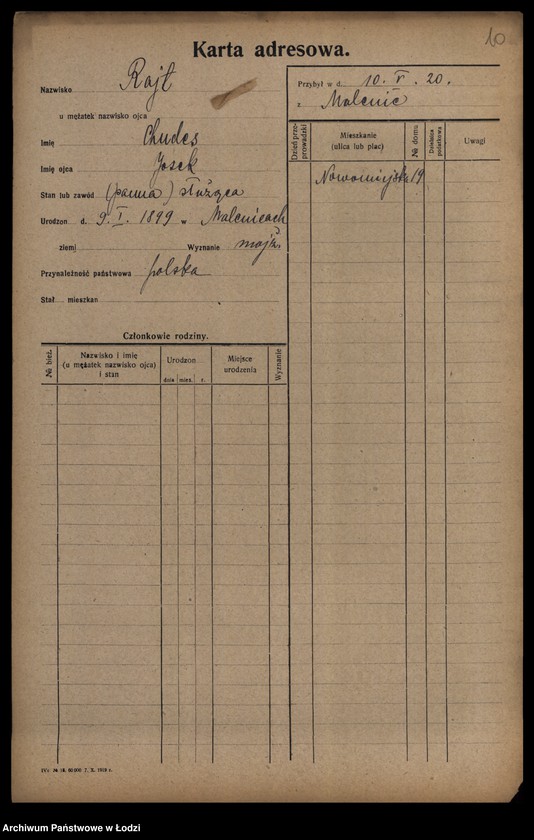 10
Karta adresowa.
Nazwisko Rajt
u mężatek nazwisko ojca
Imię Chudes
Imię ojca Josek
Stan lub zawód (panna) służąca
Urodzon d. 9. I. 1899 w Malenicach
ziemi Wyznanie mojż.
Przynależność państwowa polska
Stał. mieszkan
Członkowie rodziny.
№ bież. Nazwisko i imię (u mężatek nazwisko ojca) i stan Urodzon dnia mies. r. Miejsce urodzenia Wyznanie
Przybył w d. 10. V. 20.
z Malenic
Dzień przeprowadzki Mieszkanie (ulica lub plac) № domu Dzielnica podatkowa Uwagi
Nowomiejska 19
Archiwum Państwowe w Łodzi